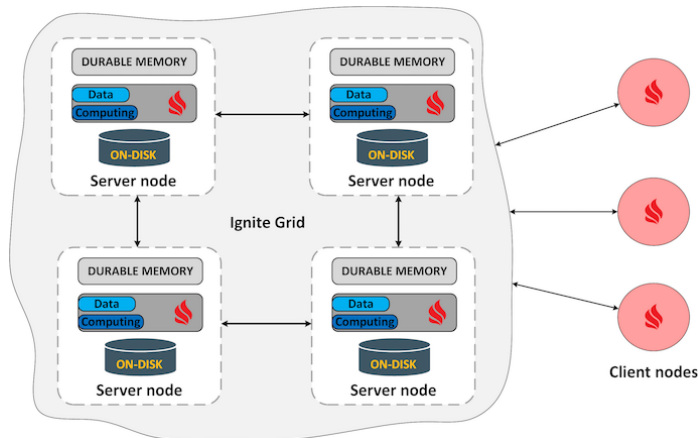 DURABLE MEMORY
Data
Computing
ON-DISK
Server node
DURABLE MEMORY
Data
Computing
ON-DISK
Server node
Ignite Grid
DURABLE MEMORY
Data
Computing
ON-DISK
Server node
DURABLE MEMORY
Data
Computing
ON-DISK
Server node
Client nodes